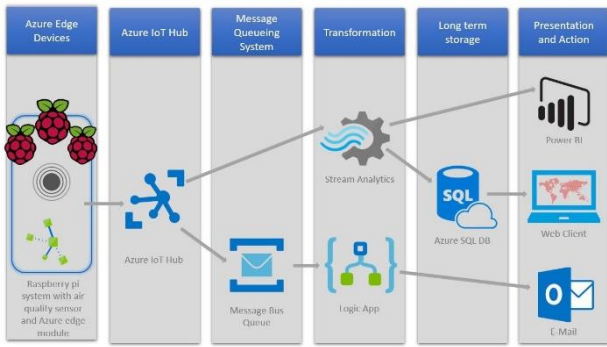 Azure Edge
Devices
Azure IoT Hub
Message
Queueing
System
Transformation
Long term
storage
Presentation
and Action
Power BI
Stream Analytics
SQL
Azure SQL DB
Web Client
Azure IoT Hub
Raspberry pi
system with air
quality sensor
and Azure edge
module
Message Bus
Queue
Logic App
E-Mail